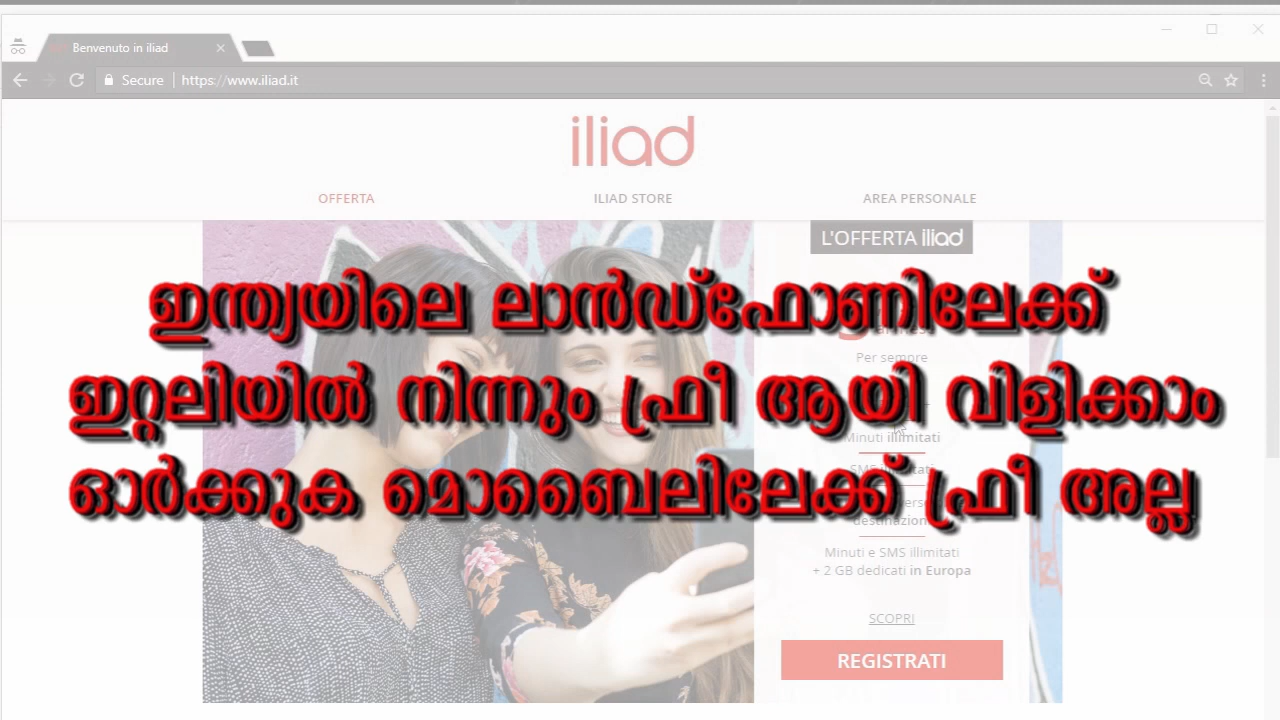 Benvenuto in iliad
Secure https://www.iliad.it
iliad
OFFERTA ILIAD STORE AREA PERSONALE
L'OFFERTA iliad
ഇന്ത്യയിലെ ലാൻഡ്ഫോണിലേക്ക്
Per sempre
ഇറ്റലിയിൽ നിന്നും ഫ്രീ ആയി വിളിക്കാം
Minuti illimitati
SMS
ഓർക്കുക മൊബൈലിലേക്ക് ഫ്രീ അല്ല
Minuti e SMS illimitati
+ 2 GB dedicati in Europa
SCOPRI
REGISTRATI